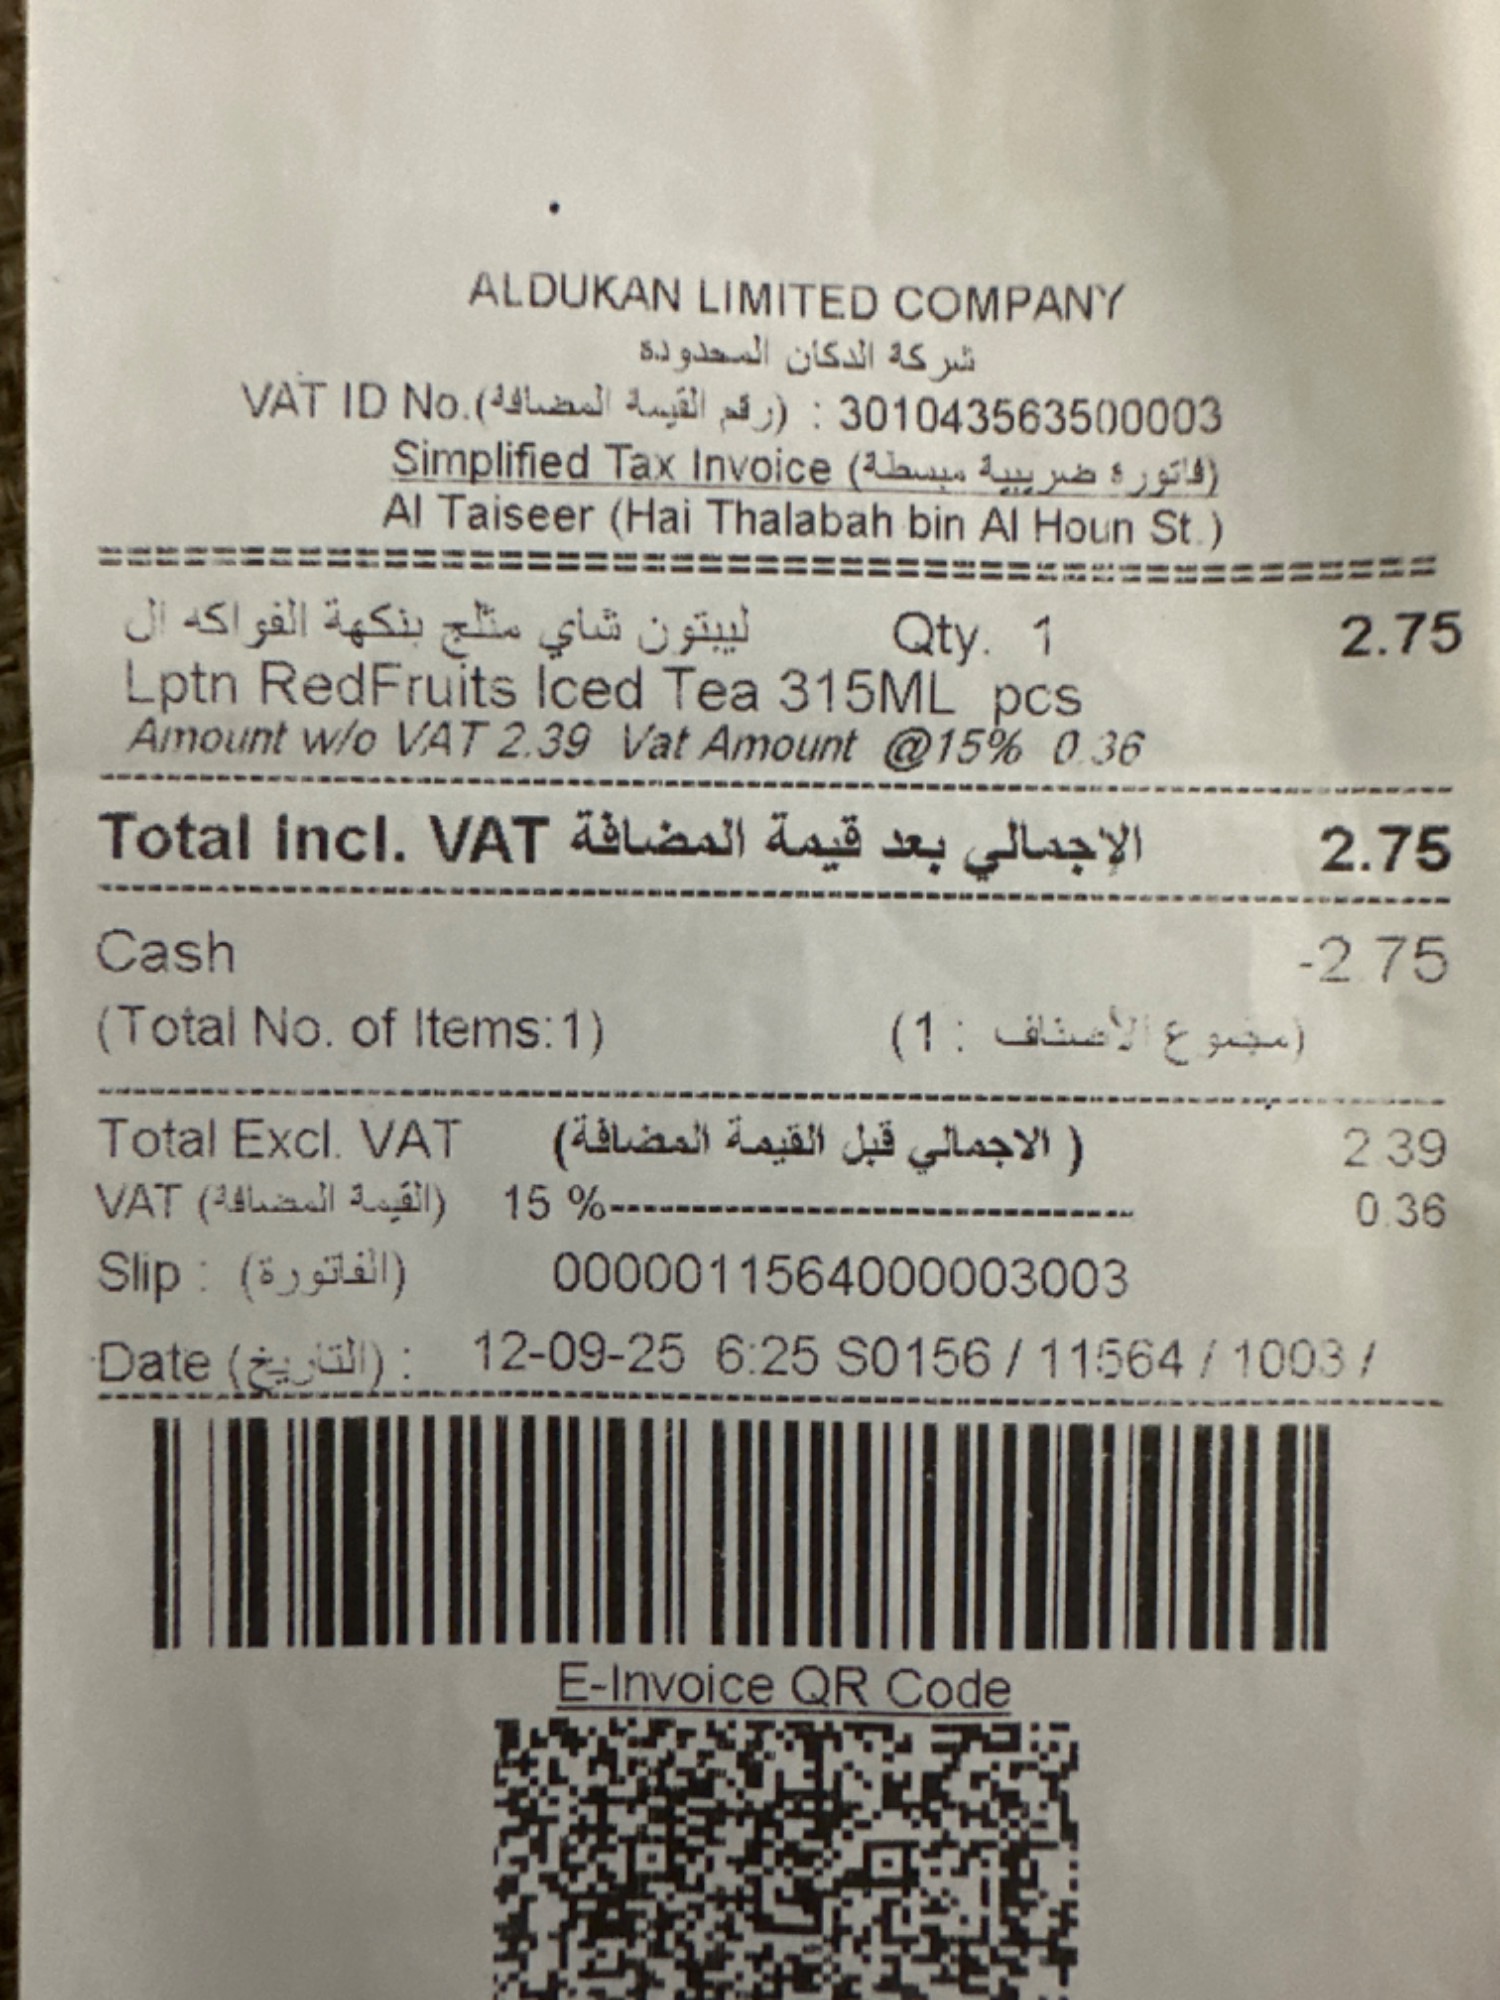 ALDUKAN LIMITED COMPANY
شركة الدكان المحدودة
VAT ID No.(رقم القيمة المضافة) : 301043563500003
Simplified Tax Invoice (فاتورة ضريبية مبسطة)
Al Taiseer (Hai Thalabah bin Al Houn St.)
ليبتون شاي مثلج بنكهة الفواكه ال Qty. 1 2.75
Lptn RedFruits Iced Tea 315ML pcs
Amount w/o VAT 2.39 Vat Amount @15% 0.36
Total Incl. VAT الإجمالي بعد قيمة المضافة 2.75
Cash -2.75
(Total No. of Items:1) (مجموع الأصناف : 1)
Total Excl. VAT (الاجمالي قبل القيمة المضافة ) 2.39
VAT (القيمة المضافة) 15 %-------------------------------- 0.36
Slip : (الفاتورة) 0000011564000003003
Date (التاريخ) : 12-09-25 6:25 S0156 / 11564 / 1003 /
E-Invoice QR Code